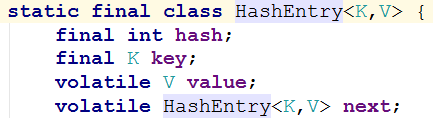 static final class HashEntry<K,V> {
final int hash;
final K key;
volatile V value;
volatile HashEntry<K,V> next;